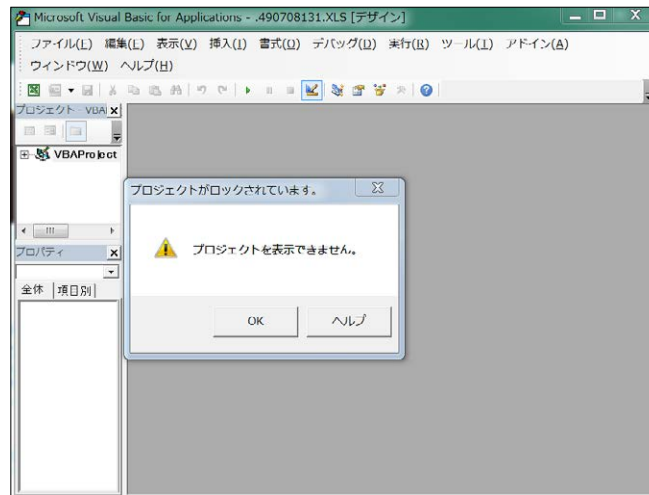 Microsoft Visual Basic for Applications - .490708131.XLS [デザイン]
ファイル(F) 編集(E) 表示(V) 挿入(I) 書式(O) デバッグ(D) 実行(R) ツール(T) アドイン(A)
ウィンドウ(W) ヘルプ(H)
プロジェクト - VBA
VBAProject
プロジェクトがロックされています。
プロジェクトを表示できません。
OK ヘルプ
プロパティ
全体 項目別